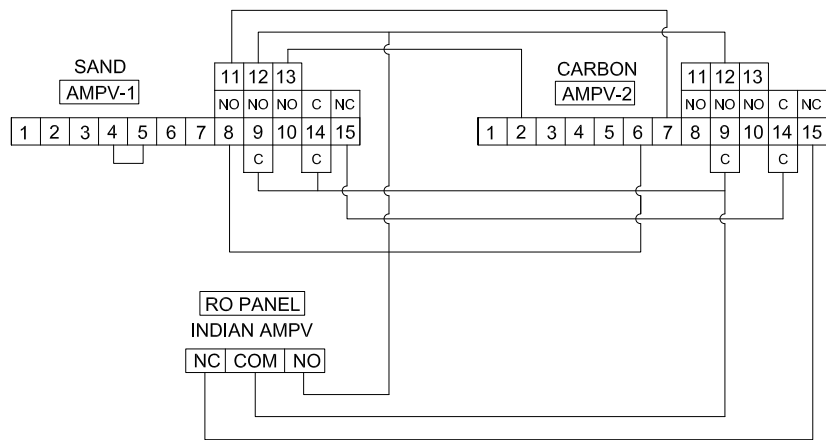 11 12 13
11 12 13
SAND
CARBON
AMPV-1
NO NO NO C NC
AMPV-2
NO NO NO C NC
1 2 3 4 5 6 7 8 9 10 14 15
1 2 3 4 5 6 7 8 9 10 14 15
C C
C C
RO PANEL
INDIAN AMPV
NC COM NO